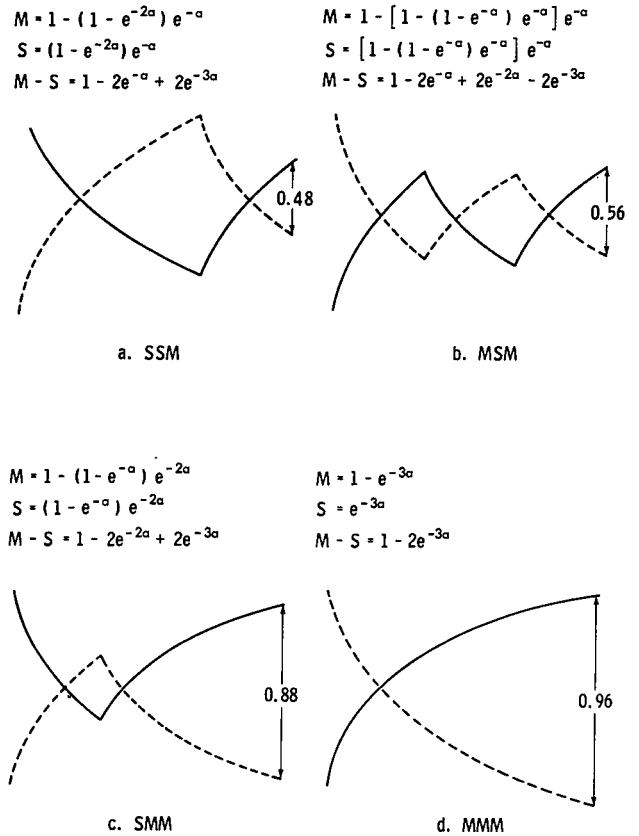 M = 1 - (1 - e^-2α) e^-α
S = (1 - e^-2α) e^-α
M - S = 1 - 2e^-α + 2e^-3α
0.48
a. SSM
M = 1 - [1 - (1 - e^-α) e^-α] e^-α
S = [1 - (1 - e^-α) e^-α] e^-α
M - S = 1 - 2e^-α + 2e^-2α - 2e^-3α
0.56
b. MSM
M = 1 - (1 - e^-α) e^-2α
S = (1 - e^-α) e^-2α
M - S = 1 - 2e^-2α + 2e^-3α
0.88
c. SMM
M = 1 - e^-3α
S = e^-3α
M - S = 1 - 2e^-3α
0.96
d. MMM